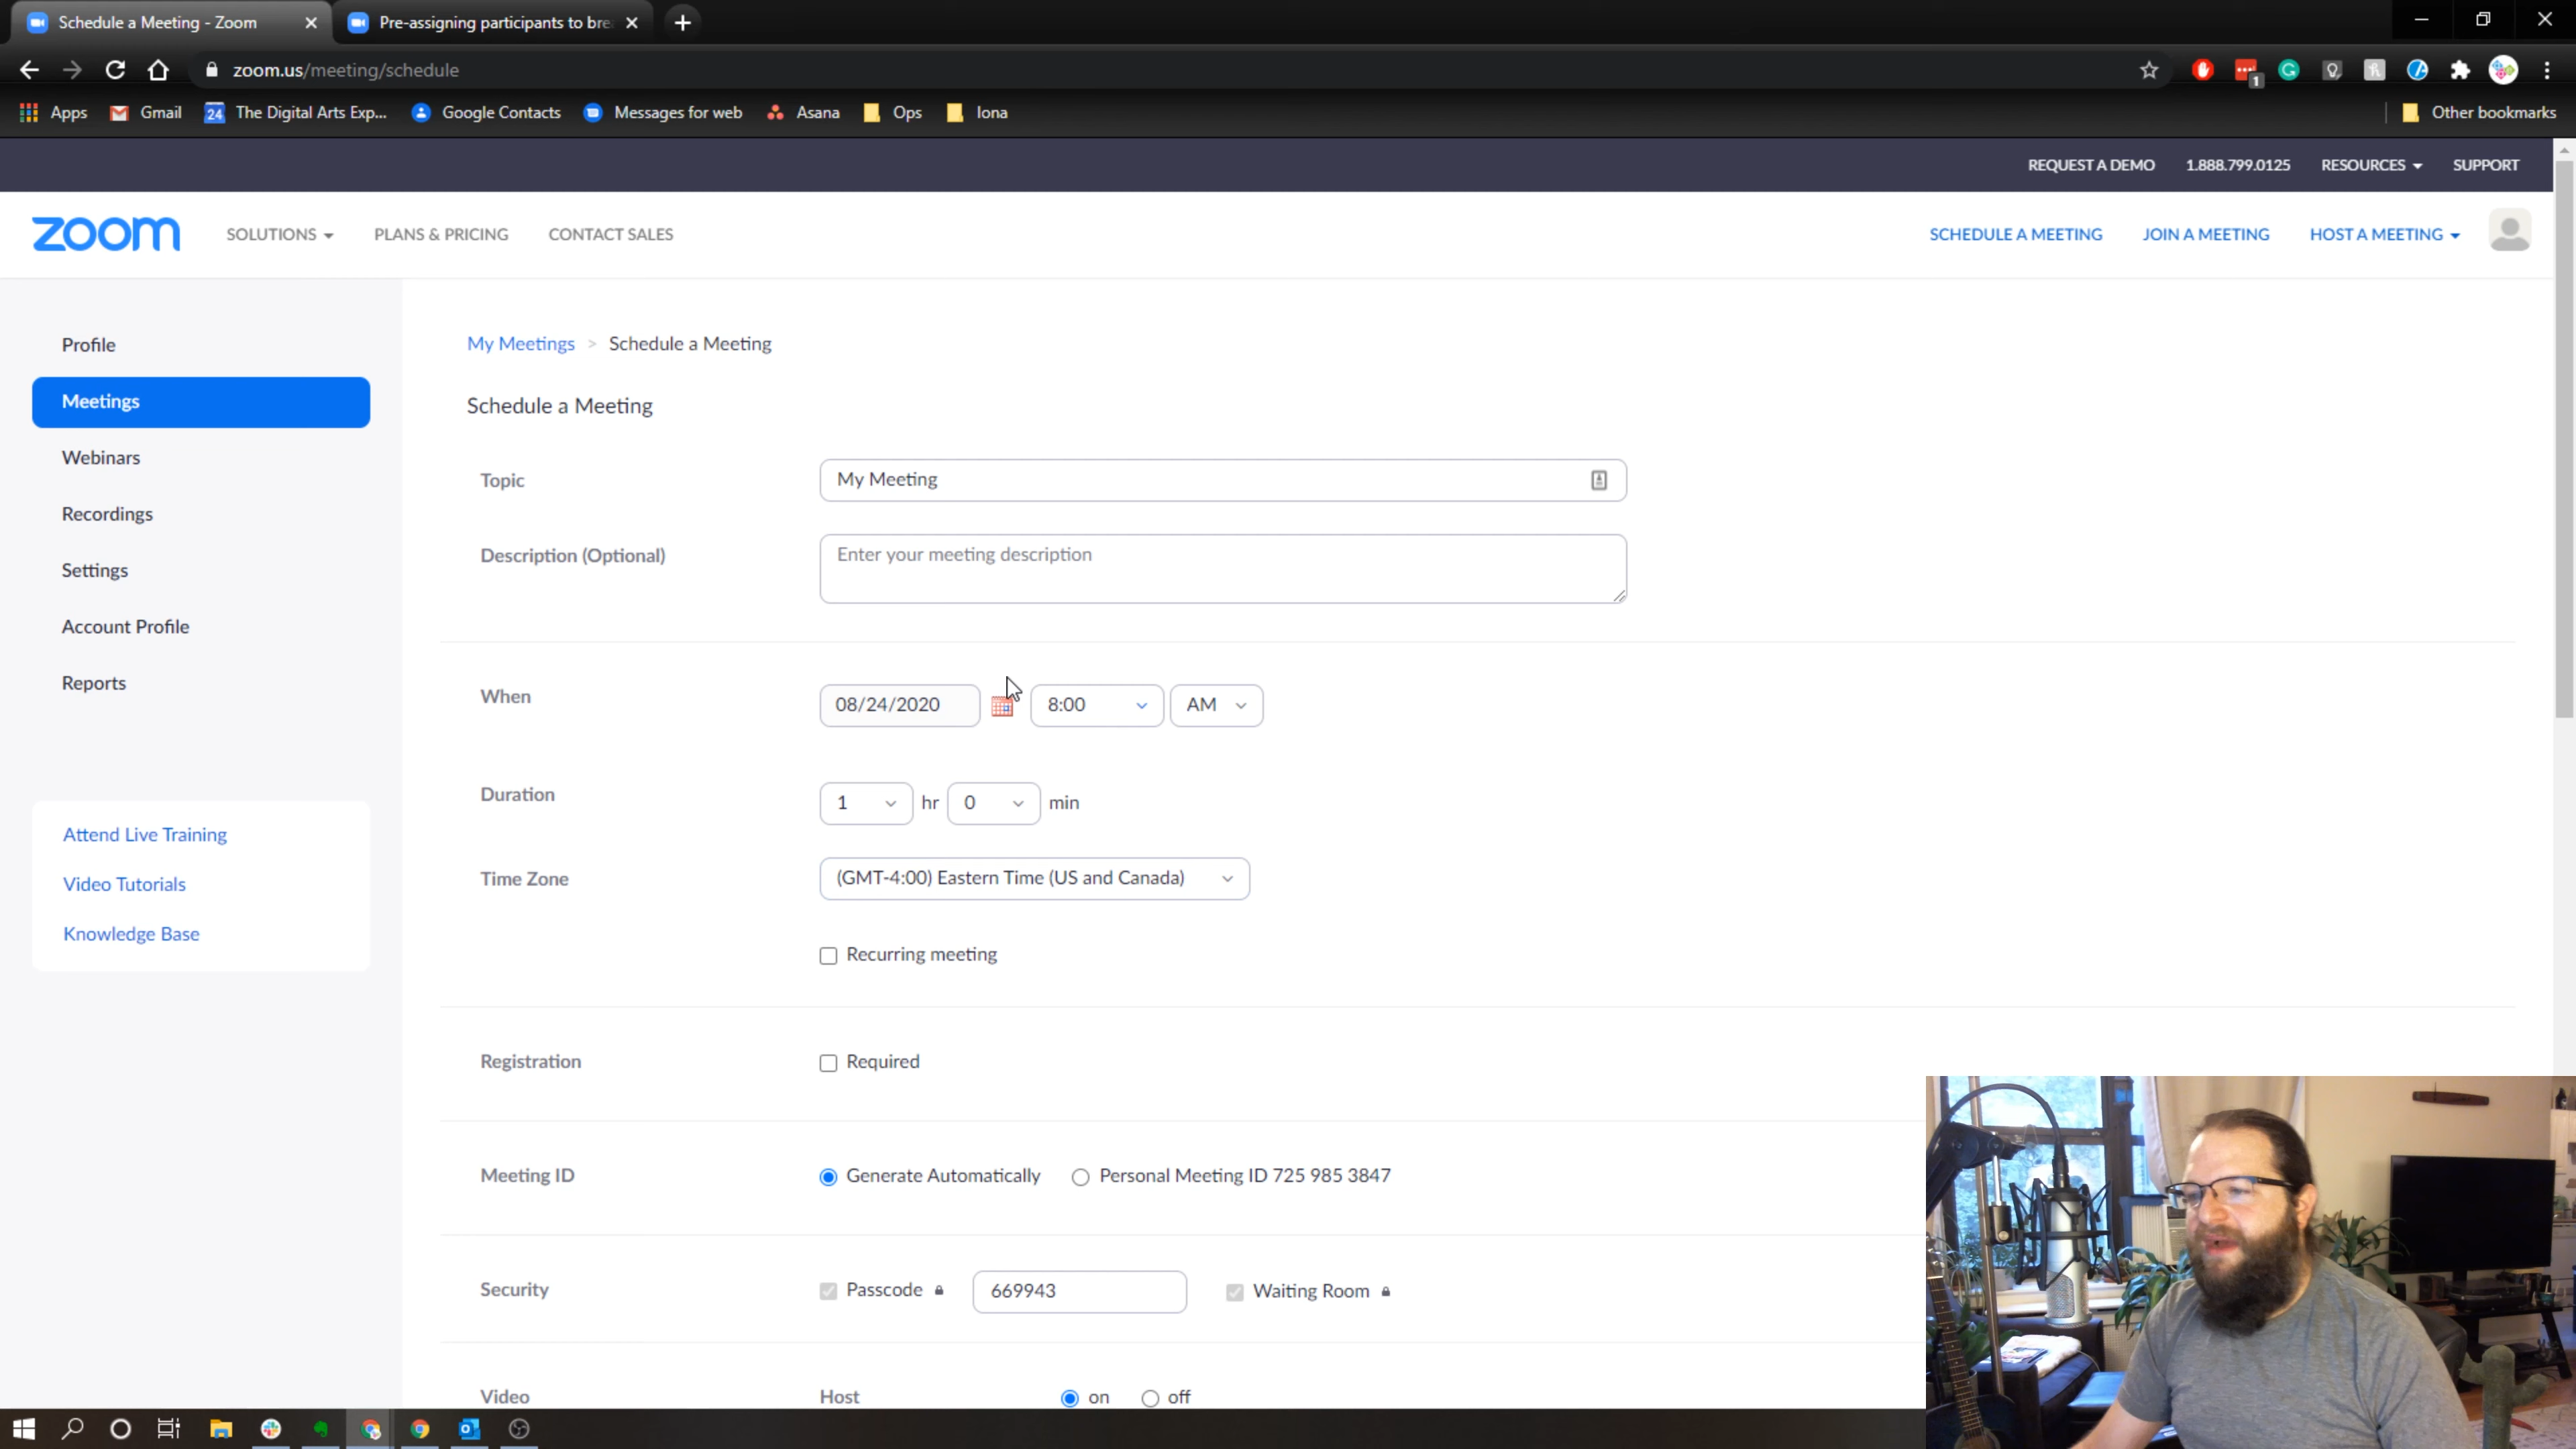 Schedule a Meeting - Zoom
Pre-assigning participants to bre
zoom.us/meeting/schedule
1
Apps
Gmail
24
The Digital Arts Exp...
Google Contacts
Messages for web
Asana
Ops
Iona
Other bookmarks
REQUEST A DEMO
1.888.799.0125
RESOURCES
SUPPORT
zoom
SOLUTIONS
PLANS & PRICING
CONTACT SALES
SCHEDULE A MEETING
JOIN A MEETING
HOST A MEETING
Profile
Meetings
Webinars
Recordings
Settings
Account Profile
Reports
Attend Live Training
Video Tutorials
Knowledge Base
My Meetings > Schedule a Meeting
Schedule a Meeting
Topic
My Meeting
Description (Optional)
Enter your meeting description
When
08/24/2020
8:00
AM
Duration
1 hr 0 min
Time Zone
(GMT-4:00) Eastern Time (US and Canada)
Recurring meeting
Registration
Required
Meeting ID
Generate Automatically
Personal Meeting ID 725 985 3847
Security
Passcode
669943
Waiting Room
Video
Host
on
off